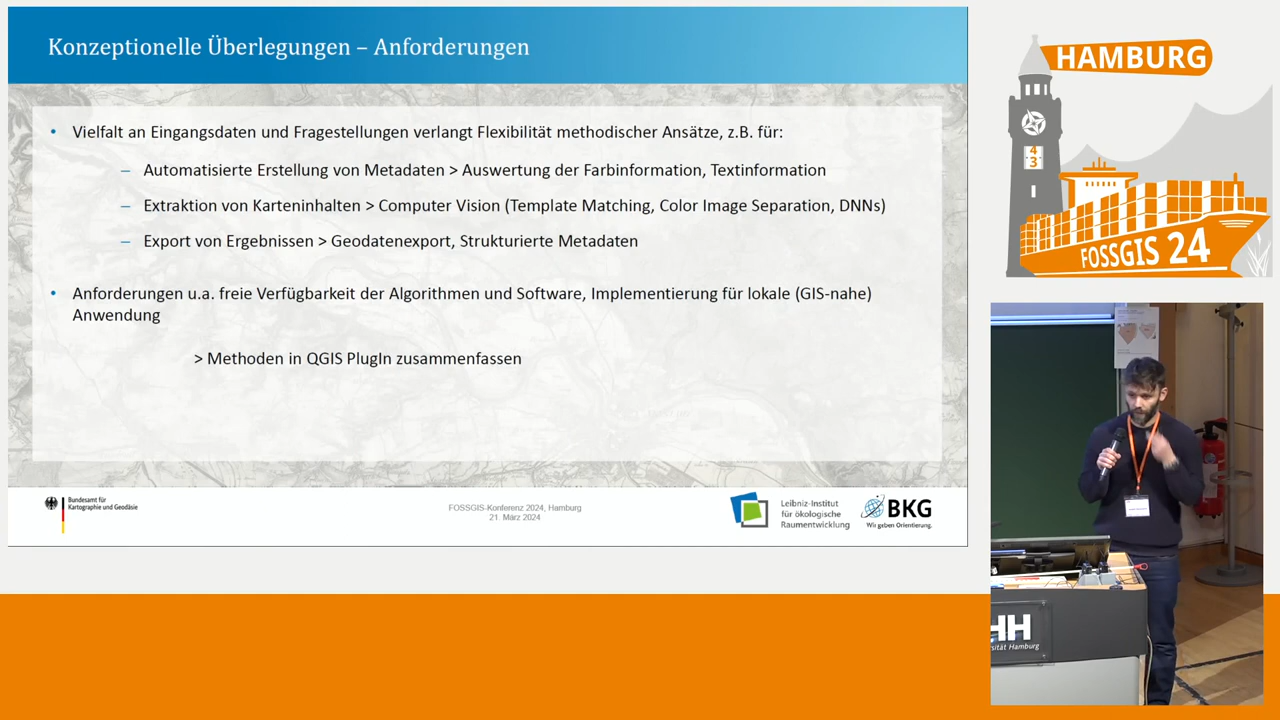 Konzeptionelle Überlegungen – Anforderungen
• Vielfalt an Eingangsdaten und Fragestellungen verlangt Flexibilität methodischer Ansätze, z.B. für:
– Automatisierte Erstellung von Metadaten > Auswertung der Farbinformation, Textinformation
– Extraktion von Karteninhalten > Computer Vision (Template Matching, Color Image Separation, DNNs)
– Export von Ergebnissen > Geodatenexport, Strukturierte Metadaten
• Anforderungen u.a. freie Verfügbarkeit der Algorithmen und Software, Implementierung für lokale (GIS-nahe)
Anwendung
> Methoden in QGIS PlugIn zusammenfassen
Bundesamt für
Kartographie und Geodäsie
FOSSGIS-Konferenz 2024, Hamburg
21. März 2024
Leibniz-Institut
für ökologische
Raumentwicklung
BKG
Wir geben Orientierung.
HAMBURG
4
3
FOSSGIS 24
HH
sität Hamburg